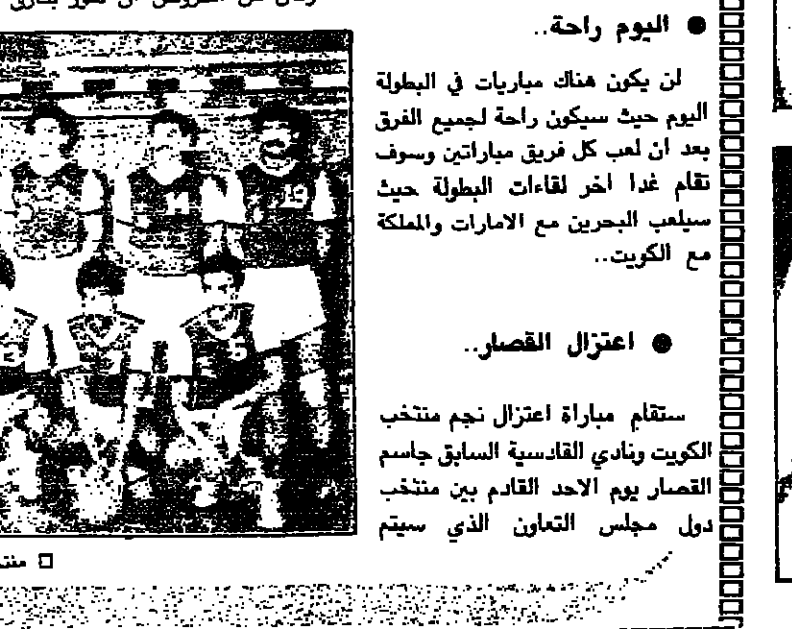 ● اليوم راحة..
لن يكون هناك مباريات في البطولة
اليوم حيث سيكون راحة لجميع الفرق
بعد ان لعب كل فريق مباراتين وسوف
تقام غدا اخر لقاءات البطولة حيث
سيلعب البحرين مع الامارات والمملكة
مع الكويت..
● اعتزال القصار..
ستقام مباراة اعتزال نجم منتخب
الكويت ونادي القادسية السابق جاسم
القصار يوم الاحد القادم بين منتخب
دول مجلس التعاون الذي سيتم